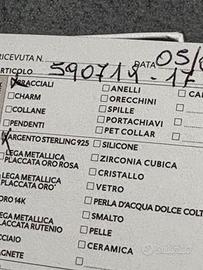 RICEVUTA N. DATA 05/
ARTICOLO 590719-17
BRACCIALI ANELLI
CHARM ORECCHINI
COLLANE SPILLE
PENDENTI PORTACHIAVI
PET COLLAR
ARGENTO STERLING 925 SILICONE
LEGA METALLICA ZIRCONIA CUBICA
PLACCATA ORO ROSA CRISTALLO
LEGA METALLICA VETRO
PLACCATA ORO PERLA D'ACQUA DOLCE COLT
ORO 14K SMALTO
LEGA METALLICA PELLE
PLACCATA RUTENIO CERAMICA